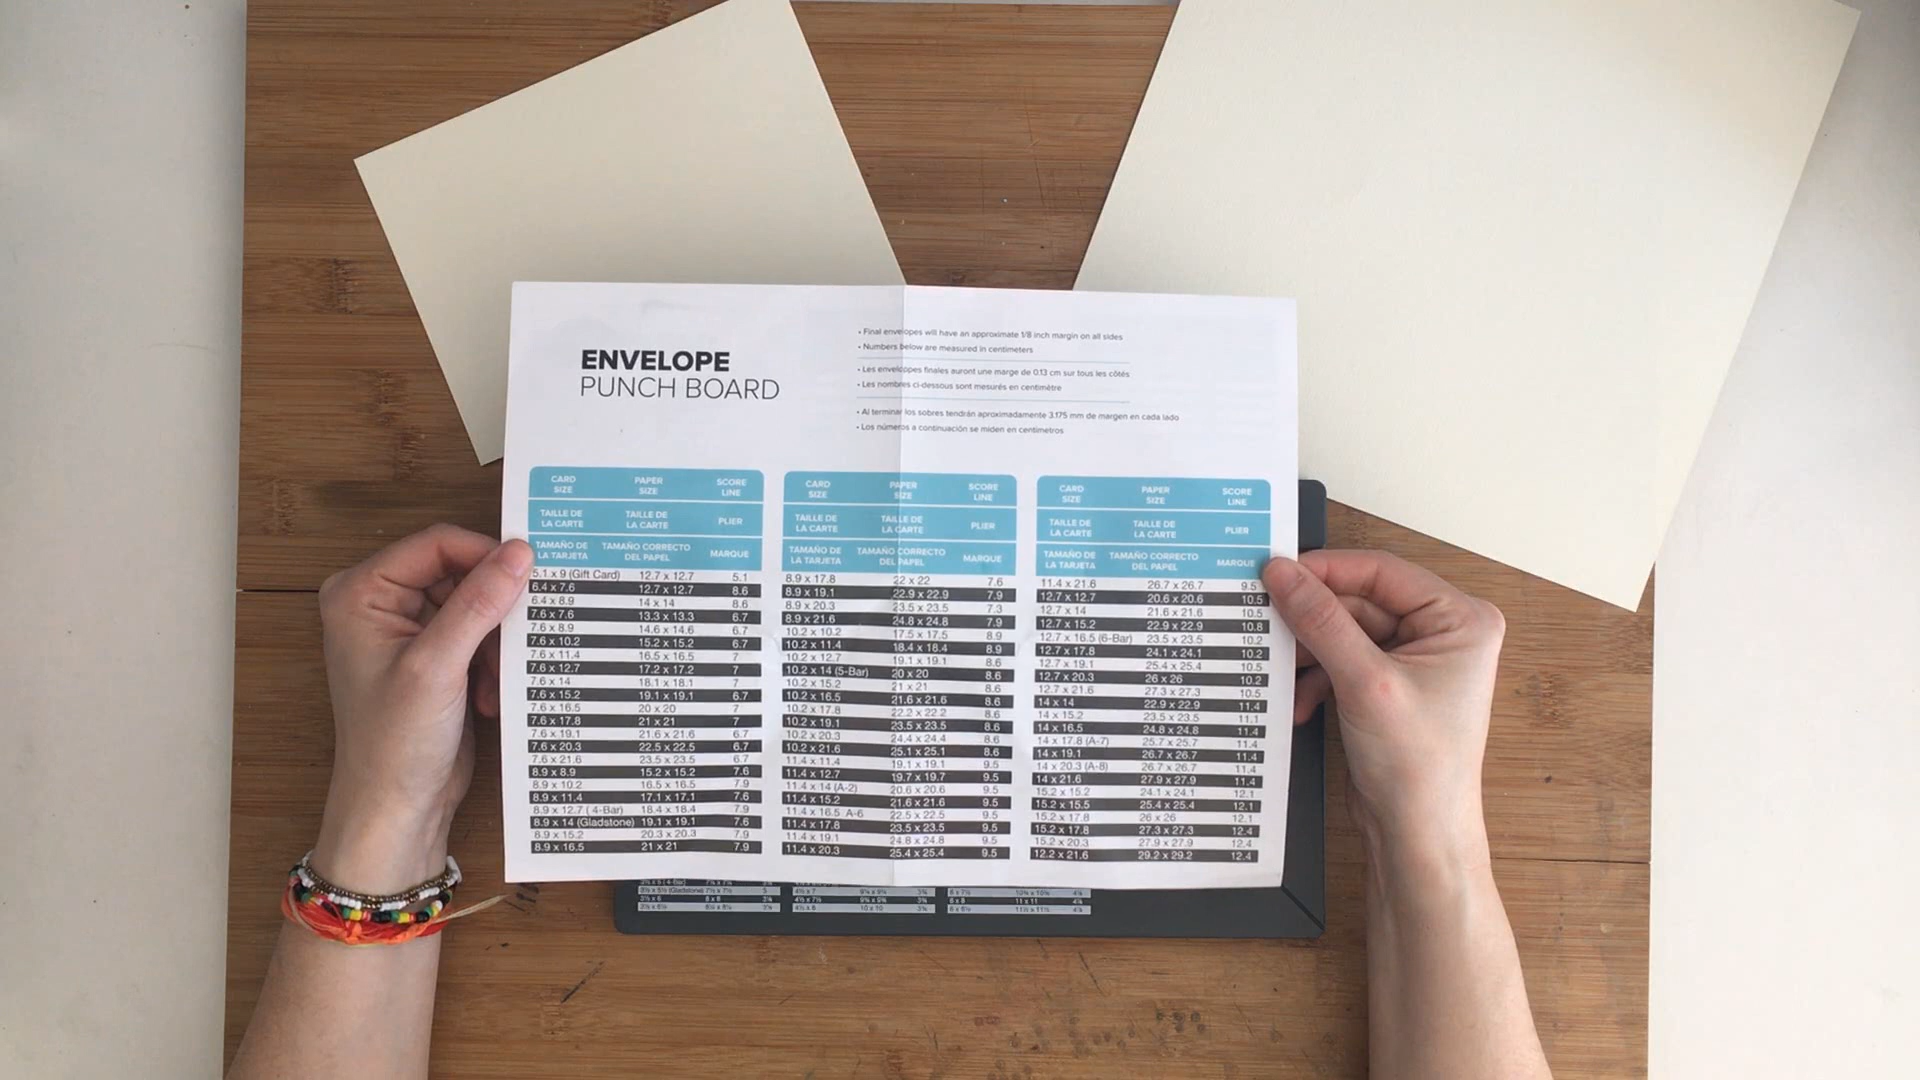 ENVELOPE
PUNCH BOARD
• Final envelopes will have an approximate 1/8 inch margin on all sides
• Numbers below are measured in centimeters
• Les enveloppes finales auront une marge de 0.13 cm sur tous les côtés
• Les nombres ci-dessous sont mesurés en centimètre
• Al terminar los sobres tendrán aproximadamente 3.175 mm de margen en cada lado
• Los números a continuación se miden en centimetros
CARD SIZE PAPER SIZE SCORE LINE
TAILLE DE LA CARTE TAILLE DE LA CARTE PLIER
TAMAÑO DE LA TARJETA TAMAÑO CORRECTO DEL PAPEL MARQUE
5.1 x 9 (Gift Card) 12.7 x 12.7 5.1
6.4 x 7.6 12.7 x 12.7 8.6
6.4 x 8.9 14 x 14 8.6
7.6 x 7.6 13.3 x 13.3 6.7
7.6 x 8.9 14.6 x 14.6 6.7
7.6 x 10.2 15.2 x 15.2 6.7
7.6 x 11.4 16.5 x 16.5 7
7.6 x 12.7 17.2 x 17.2 7
7.6 x 14 18.1 x 18.1 7
7.6 x 15.2 19.1 x 19.1 6.7
7.6 x 16.5 20 x 20 7
7.6 x 17.8 21 x 21 7
7.6 x 19.1 21.6 x 21.6 6.7
7.6 x 20.3 22.5 x 22.5 6.7
7.6 x 21.6 23.5 x 23.5 6.7
8.9 x 8.9 15.2 x 15.2 7.6
8.9 x 10.2 16.5 x 16.5 7.9
8.9 x 11.4 17.1 x 17.1 7.6
8.9 x 12.7 ( 4-Bar) 18.4 x 18.4 7.9
8.9 x 14 (Gladstone) 19.1 x 19.1 7.6
8.9 x 15.2 20.3 x 20.3 7.9
8.9 x 16.5 21 x 21 7.9
CARD SIZE PAPER SIZE SCORE LINE
TAILLE DE LA CARTE TAILLE DE LA CARTE PLIER
TAMAÑO DE LA TARJETA TAMAÑO CORRECTO DEL PAPEL MARQUE
8.9 x 17.8 22 x 22 7.6
8.9 x 19.1 22.9 x 22.9 7.9
8.9 x 20.3 23.5 x 23.5 7.3
8.9 x 21.6 24.8 x 24.8 7.9
10.2 x 10.2 17.5 x 17.5 8.9
10.2 x 11.4 18.4 x 18.4 8.9
10.2 x 12.7 19.1 x 19.1 8.6
10.2 x 14 (5-Bar) 20 x 20 8.6
10.2 x 15.2 21 x 21 8.6
10.2 x 16.5 21.6 x 21.6 8.6
10.2 x 17.8 22.2 x 22.2 8.6
10.2 x 19.1 23.5 x 23.5 8.6
10.2 x 20.3 24.4 x 24.4 8.6
10.2 x 21.6 25.1 x 25.1 8.6
11.4 x 11.4 19.1 x 19.1 9.5
11.4 x 12.7 19.7 x 19.7 9.5
11.4 x 14 (A-2) 20.6 x 20.6 9.5
11.4 x 15.2 21.6 x 21.6 9.5
11.4 x 16.5 A-6 22.5 x 22.5 9.5
11.4 x 17.8 23.5 x 23.5 9.5
11.4 x 19.1 24.8 x 24.8 9.5
11.4 x 20.3 25.4 x 25.4 9.5
CARD SIZE PAPER SIZE SCORE LINE
TAILLE DE LA CARTE TAILLE DE LA CARTE PLIER
TAMAÑO DE LA TARJETA TAMAÑO CORRECTO DEL PAPEL MARQUE
11.4 x 21.6 26.7 x 26.7 9.5
12.7 x 12.7 20.6 x 20.6 10.5
12.7 x 14 21.6 x 21.6 10.5
12.7 x 15.2 22.9 x 22.9 10.8
12.7 x 16.5 (6-Bar) 23.5 x 23.5 10.2
12.7 x 17.8 24.1 x 24.1 10.2
12.7 x 19.1 25.4 x 25.4 10.5
12.7 x 20.3 26 x 26 10.2
12.7 x 21.6 27.3 x 27.3 10.5
14 x 14 22.9 x 22.9 11.4
14 x 15.2 23.5 x 23.5 11.1
14 x 16.5 24.8 x 24.8 11.4
14 x 17.8 (A-7) 25.7 x 25.7 11.4
14 x 19.1 26.7 x 26.7 11.4
14 x 20.3 (A-8) 26.7 x 26.7 11.4
14 x 21.6 27.9 x 27.9 11.4
15.2 x 15.2 24.1 x 24.1 12.1
15.2 x 15.5 25.4 x 25.4 12.1
15.2 x 17.8 26 x 26 12.1
15.2 x 17.8 27.3 x 27.3 12.4
15.2 x 20.3 27.9 x 27.9 12.4
12.2 x 21.6 29.2 x 29.2 12.4
8 x 8
11 x 11
10 x 10